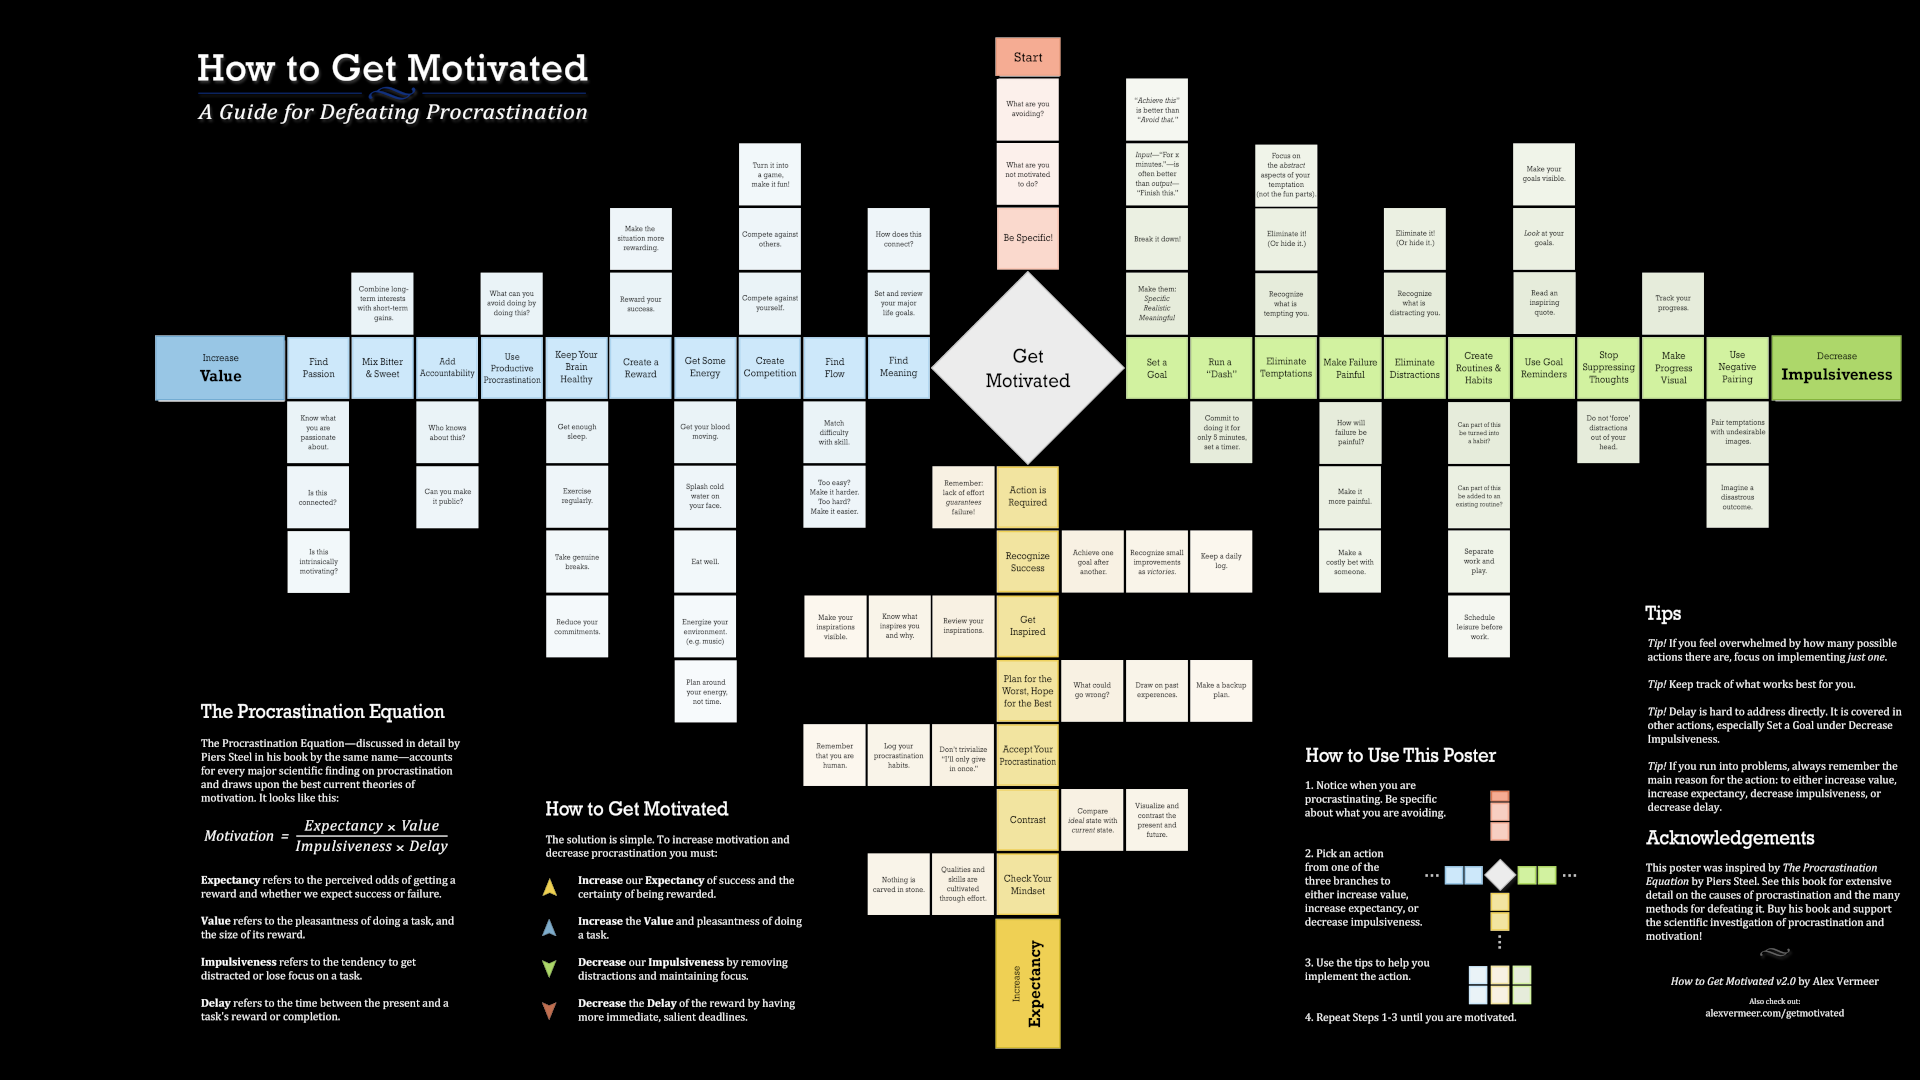 How to Get Motivated
A Guide for Defeating Procrastination
Start
What are you
avoiding?
What are you
not motivated
to do?
Be Specific!
Get
Motivated
Increase
Value
Find
Passion
Know what
you are
passionate
about.
Is this
connected?
Is this
intrinsically
motivating?
Combine long-
term interests
with short-term
gains.
Mix Bitter
& Sweet
Add
Accountability
Who knows
about this?
Can you make
it public?
What can you
avoid doing by
doing this?
Use
Productive
Procrastination
Keep Your
Brain
Healthy
Get enough
sleep.
Exercise
regularly.
Take genuine
breaks.
Reduce your
commitments.
Make the
situation more
rewarding.
Reward your
success.
Create a
Reward
Get Some
Energy
Get your blood
moving.
Splash cold
water on
your face.
Eat well.
Energize your
environment.
(e.g. music)
Plan around
your energy,
not time.
Turn it into
a game,
make it fun!
Compete against
others.
Compete against
yourself.
Create
Competition
Find
Flow
Match
difficulty
with skill.
Too easy?
Make it harder.
Too hard?
Make it easier.
How does this
connect?
Set and review
your major
life goals.
Find
Meaning
"Achieve this"
is better than
"Avoid that."
Input—"For x
minutes."—is
often better
than output—
"Finish this."
Break it down!
Make them:
Specific
Realistic
Meaningful
Set a
Goal
Run a
"Dash"
Commit to
doing it for
only 5 minutes,
set a timer.
Focus on
the abstract
aspects of your
temptation
(not the fun parts).
Eliminate it!
(Or hide it.)
Recognize
what is
tempting you.
Eliminate
Temptations
Make Failure
Painful
How will
failure be
painful?
Make it
more painful.
Make a
costly bet with
someone.
Eliminate it!
(Or hide it.)
Recognize
what is
distracting you.
Eliminate
Distractions
Create
Routines &
Habits
Can part of this
be turned into
a habit?
Can part of this
be added to an
existing routine?
Separate
work and
play.
Schedule
leisure before
work.
Make your
goals visible.
Look at your
goals.
Read an
inspiring
quote.
Use Goal
Reminders
Stop
Suppressing
Thoughts
Do not 'force'
distractions
out of your
head.
Track your
progress.
Make
Progress
Visual
Use
Negative
Pairing
Pair temptations
with undesirable
images.
Imagine a
disastrous
outcome.
Decrease
Impulsiveness
Remember:
lack of effort
guarantees
failure!
Action is
Required
Recognize
Success
Achieve one
goal after
another.
Recognize small
improvements
as victories.
Keep a daily
log.
Make your
inspirations
visible.
Know what
inspires you
and why.
Review your
inspirations.
Get
Inspired
Plan for the
Worst, Hope
for the Best
What could
go wrong?
Draw on past
experences.
Make a backup
plan.
Remember
that you are
human.
Log your
procrastination
habits.
Don't trivialize
"I'll only give
in once."
Accept Your
Procrastination
Contrast
Compare
ideal state with
current state.
Visualize and
contrast the
present and
future.
Nothing is
carved in stone.
Qualities and
skills are
cultivated
through effort.
Check Your
Mindset
Increase
Expectancy
The Procrastination Equation
The Procrastination Equation—discussed in detail by
Piers Steel in his book by the same name—accounts
for every major scientific finding on procrastination
and draws upon the best current theories of
motivation. It looks like this:
Motivation = Expectancy × Value
Impulsiveness × Delay
Expectancy refers to the perceived odds of getting a
reward and whether we expect success or failure.
Value refers to the pleasantness of doing a task, and
the size of its reward.
Impulsiveness refers to the tendency to get
distracted or lose focus on a task.
Delay refers to the time between the present and a
task's reward or completion.
How to Get Motivated
The solution is simple. To increase motivation and
decrease procrastination you must:
Increase our Expectancy of success and the
certainty of being rewarded.
Increase the Value and pleasantness of doing
a task.
Decrease our Impulsiveness by removing
distractions and maintaining focus.
Decrease the Delay of the reward by having
more immediate, salient deadlines.
How to Use This Poster
1. Notice when you are
procrastinating. Be specific
about what you are avoiding.
2. Pick an action
from one of the
three branches to
either increase value,
increase expectancy, or
decrease impulsiveness.
3. Use the tips to help you
implement the action.
4. Repeat Steps 1-3 until you are motivated.
Tips
Tip! If you feel overwhelmed by how many possible
actions there are, focus on implementing just one.
Tip! Keep track of what works best for you.
Tip! Delay is hard to address directly. It is covered in
other actions, especially Set a Goal under Decrease
Impulsiveness.
Tip! If you run into problems, always remember the
main reason for the action: to either increase value,
increase expectancy, decrease impulsiveness, or
decrease delay.
Acknowledgements
This poster was inspired by The Procrastination
Equation by Piers Steel. See this book for extensive
detail on the causes of procrastination and the many
methods for defeating it. Buy his book and support
the scientific investigation of procrastination and
motivation!
How to Get Motivated v2.0 by Alex Vermeer
Also check out:
alexvermeer.com/getmotivated